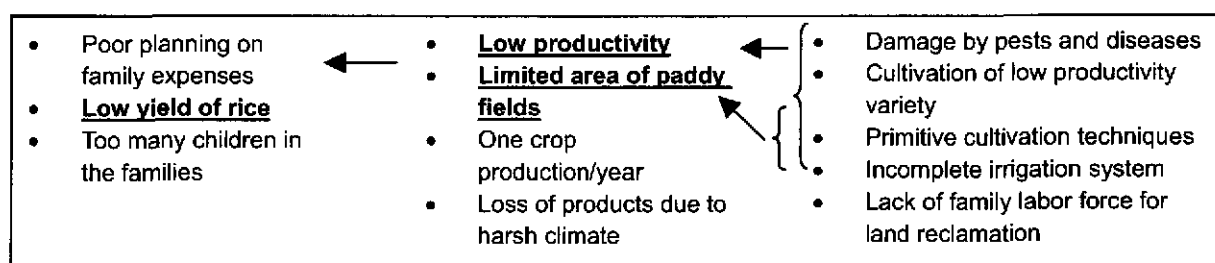 • Poor planning on
family expenses
• Low yield of rice
• Too many children in
the families
• Low productivity
• Limited area of paddy
fields
• One crop
production/year
• Loss of products due to
harsh climate
• Damage by pests and diseases
• Cultivation of low productivity
variety
• Primitive cultivation techniques
• Incomplete irrigation system
• Lack of family labor force for
land reclamation